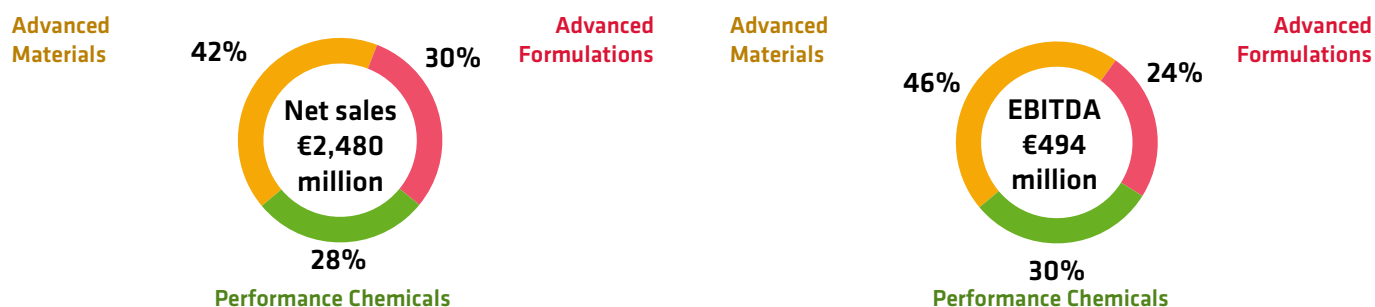 Advanced
Materials
42%
30%
Advanced
Formulations
Net sales
€2,480
million
28%
Performance Chemicals
Advanced
Materials
46%
24%
Advanced
Formulations
EBITDA
€494
million
30%
Performance Chemicals